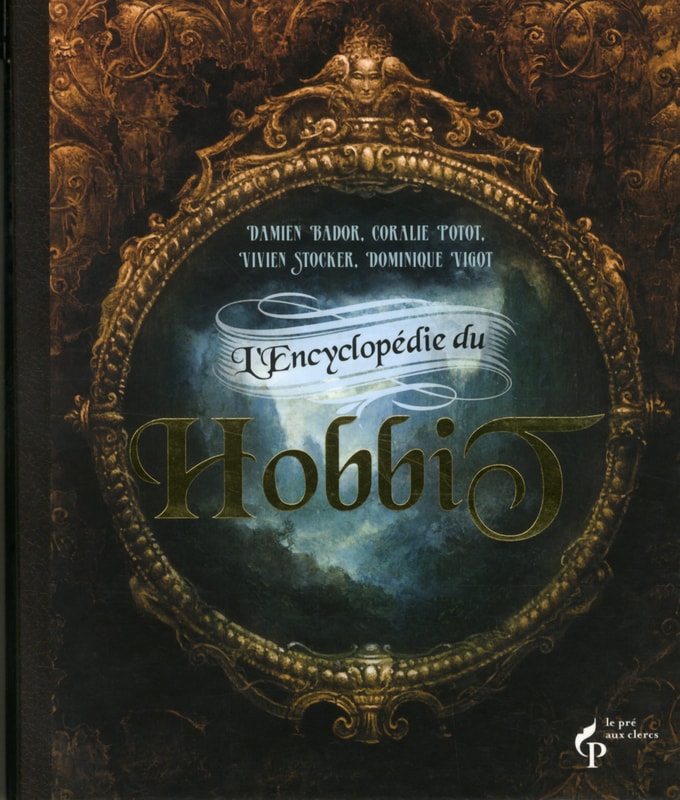 DAMIEN BADOR, CORALIE POTOT,
VIVIEN STOCKER, DOMINIQUE VIGOT
L'Encyclopédie du
Hobbit
le pré
aux clercs